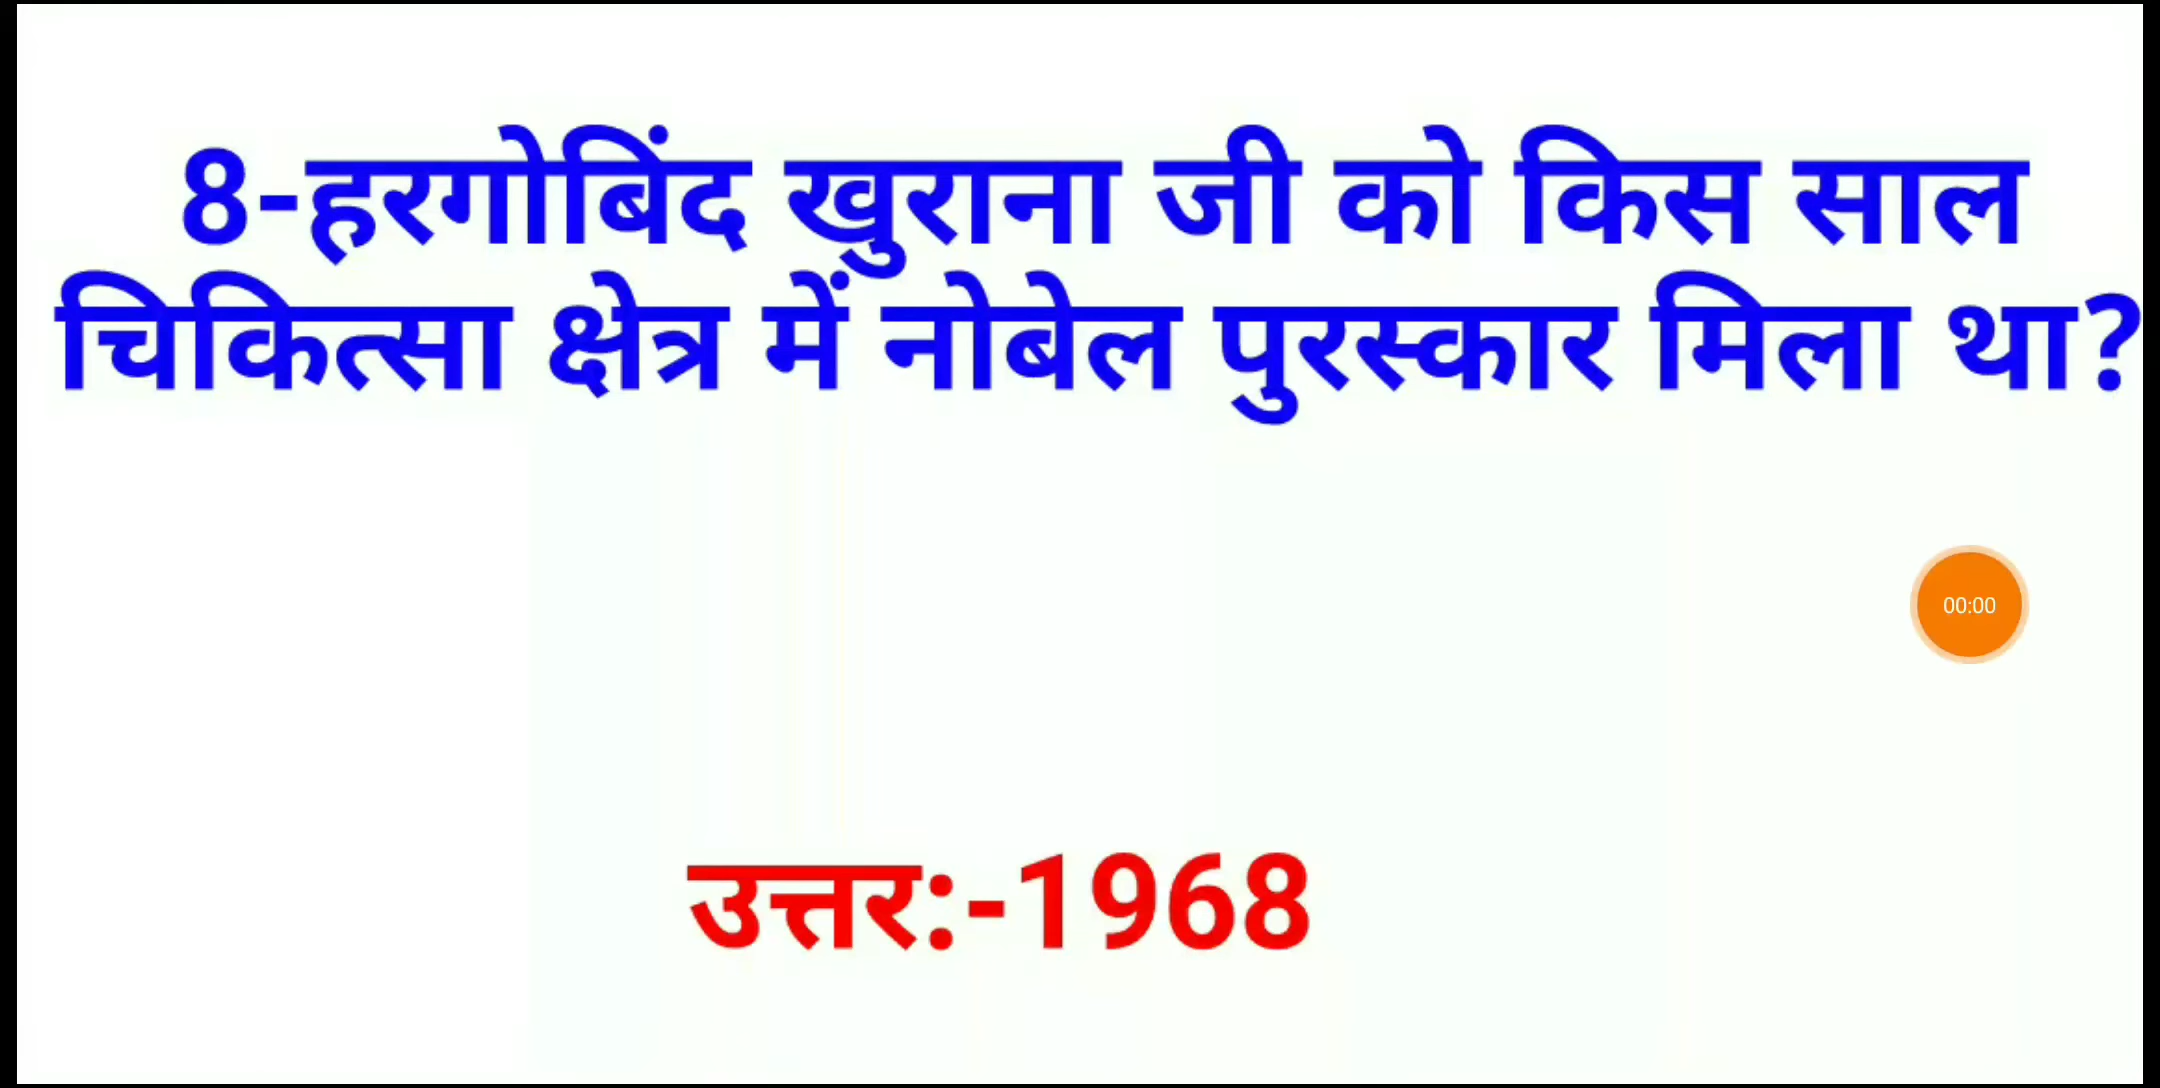 8-हरगोबिंद खुराना जी को किस साल
चिकित्सा क्षेत्र में नोबेल पुरस्कार मिला था?
00:00
उत्तर:-1968